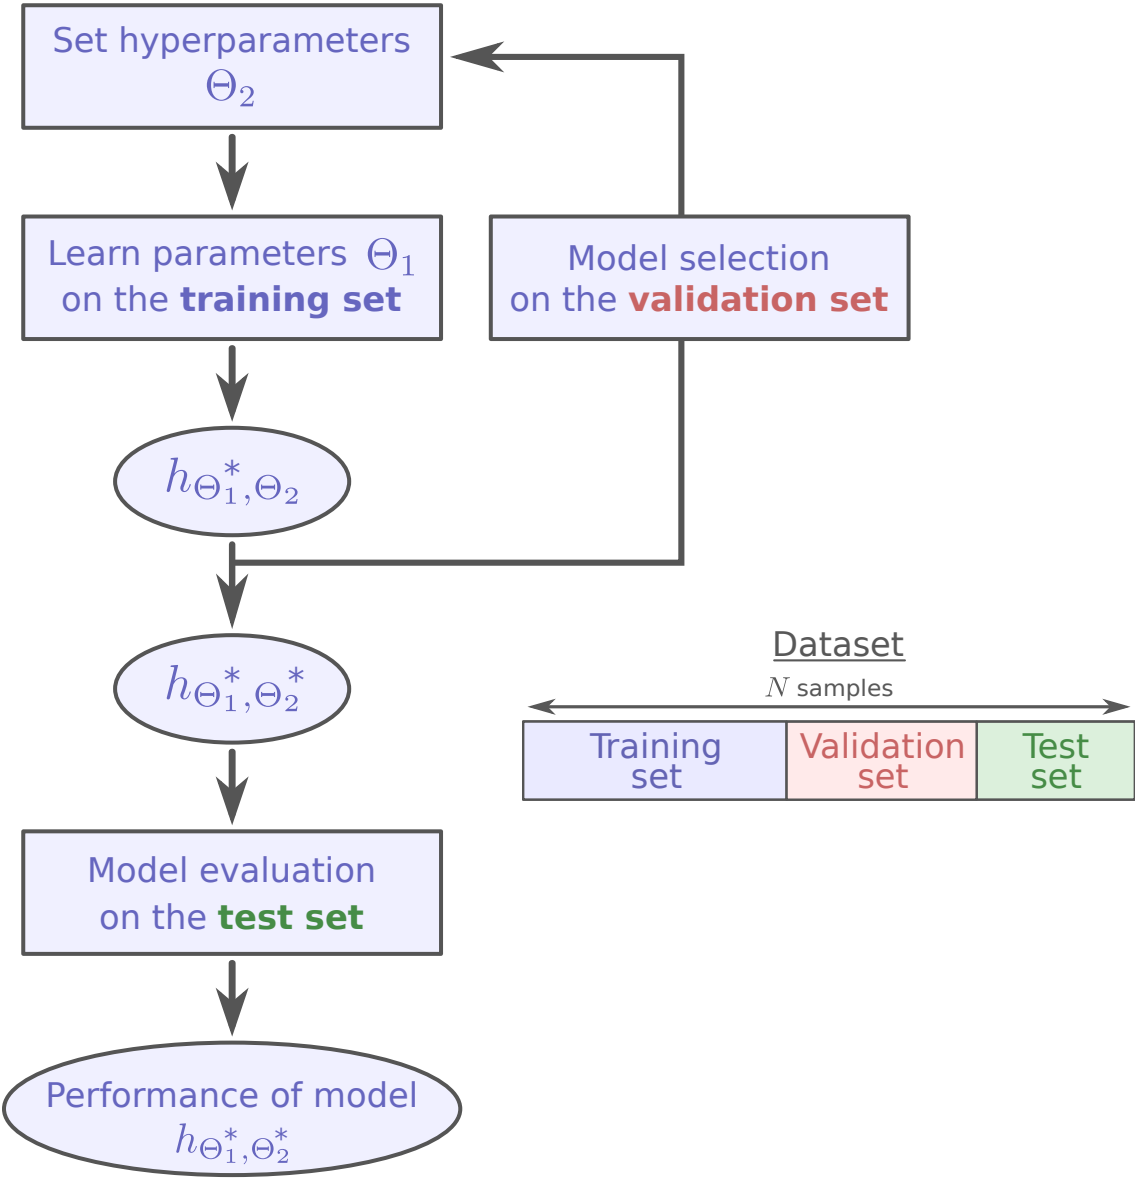 Set hyperparameters
Θ₂
Learn parameters Θ₁
on the training set
Model selection
on the validation set
h_{Θ₁*,Θ₂}
h_{Θ₁*,Θ₂*}
Dataset
N samples
Training
set
Validation
set
Test
set
Model evaluation
on the test set
Performance of model
h_{Θ₁*,Θ₂*}